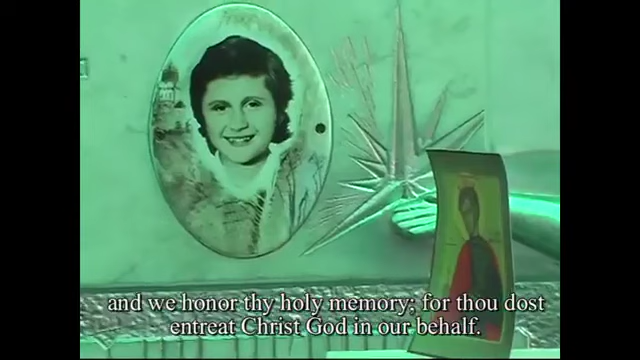 and we honor thy holy memory; for thou dost
entreat Christ God in our behalf.